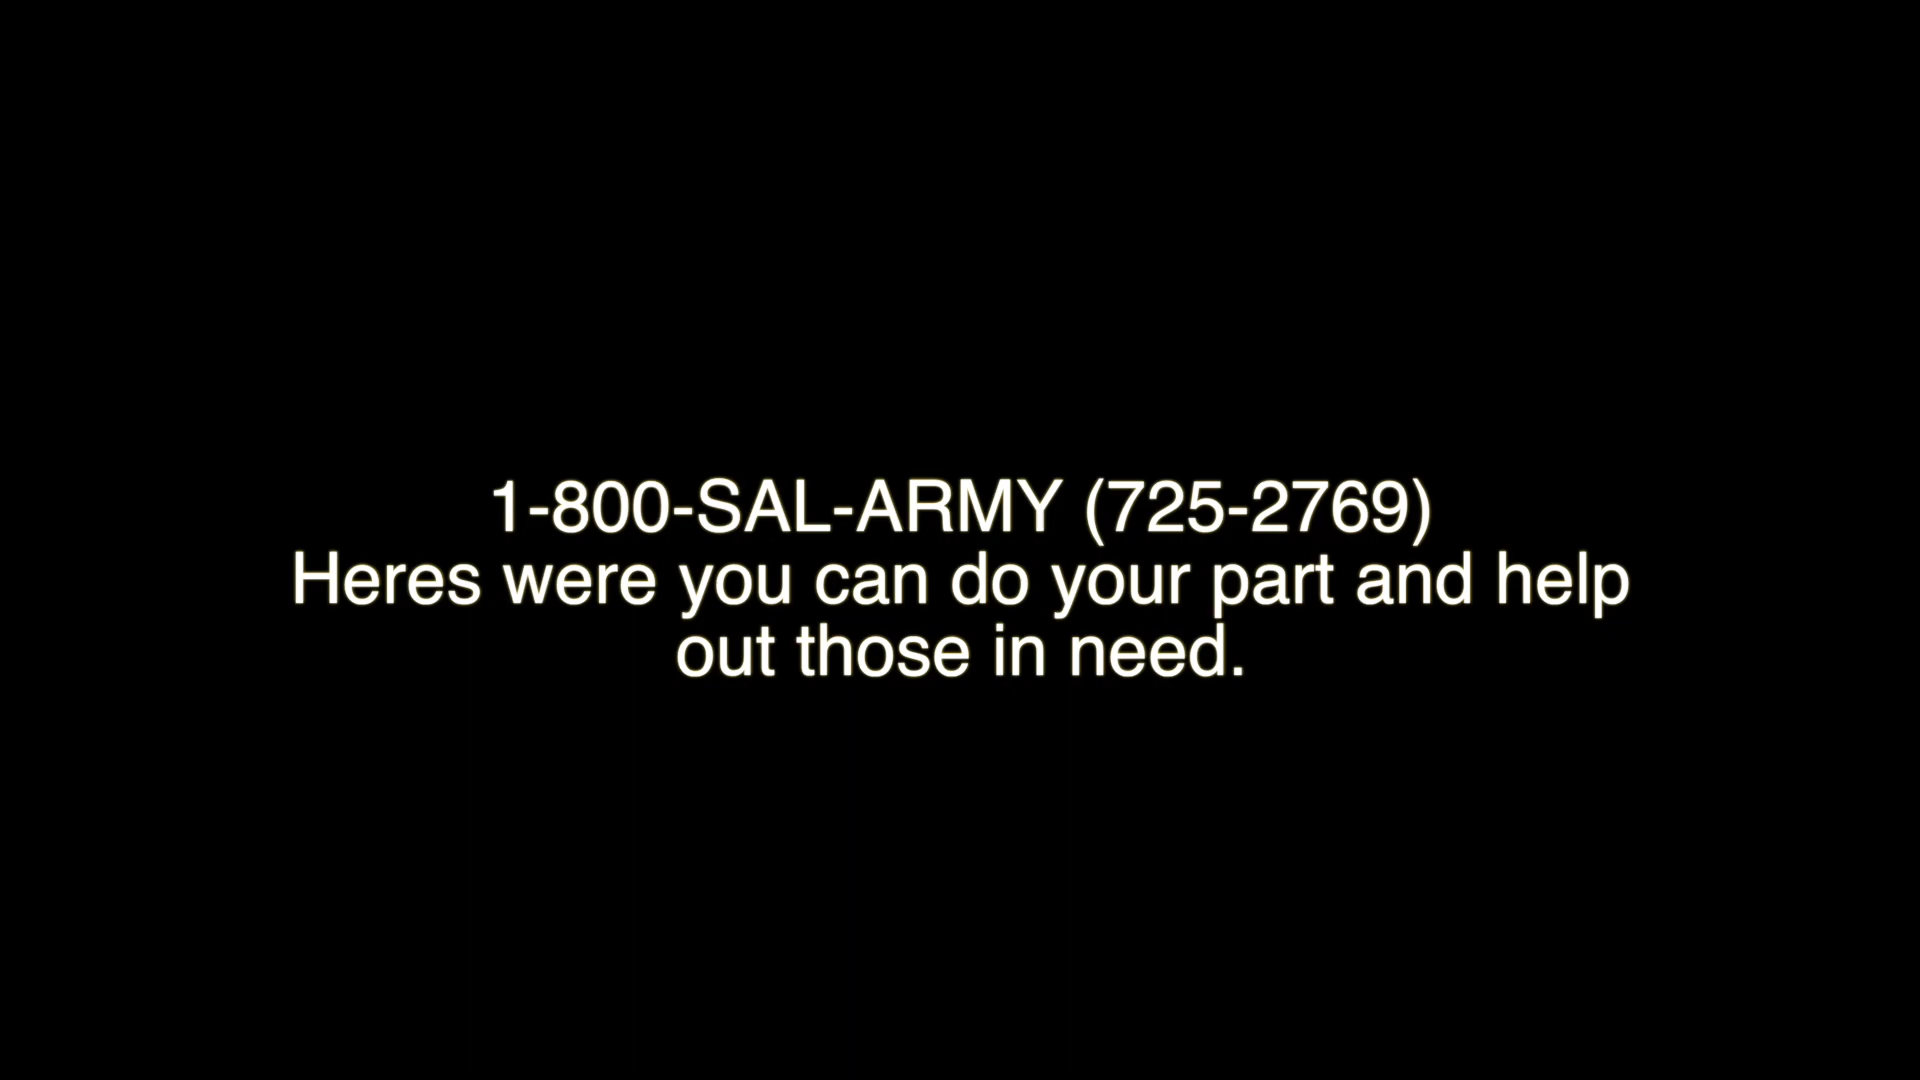 1-800-SAL-ARMY (725-2769)
Heres were you can do your part and help
out those in need.